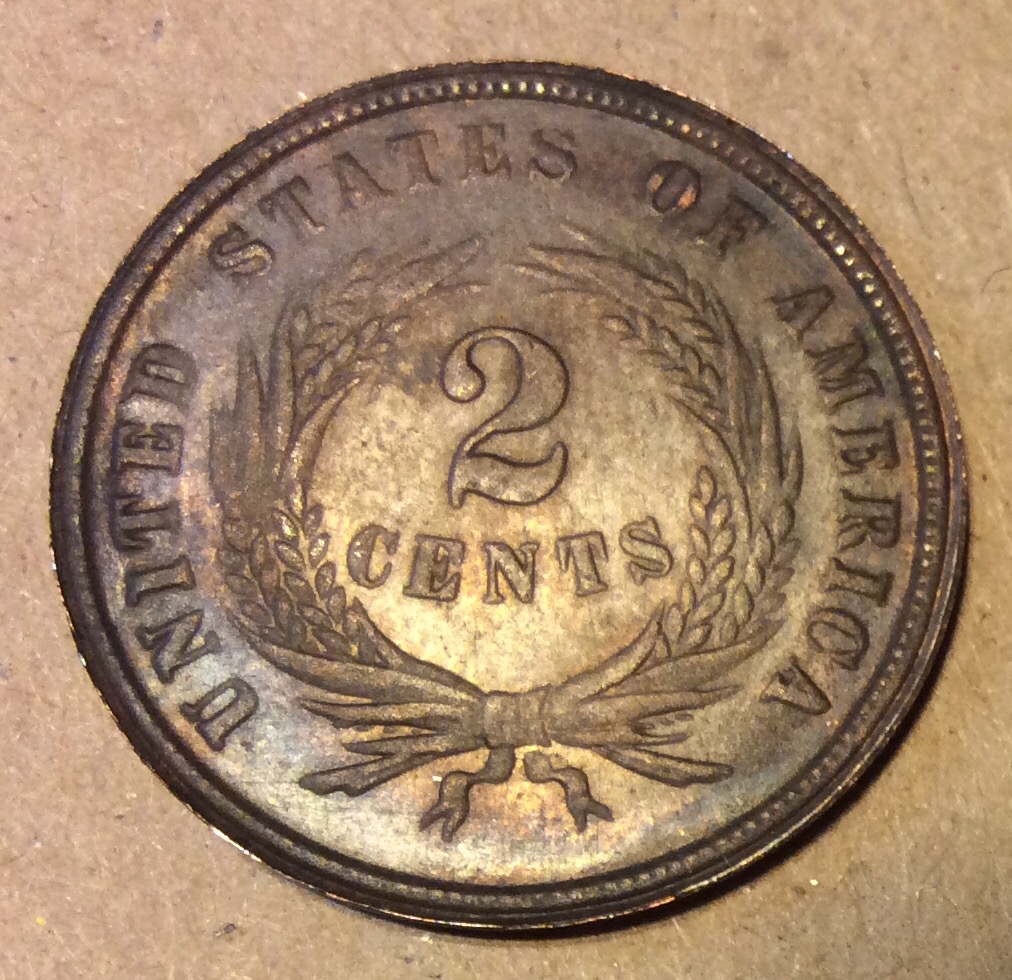 UNITED STATES OF AMERICA
2
CENTS